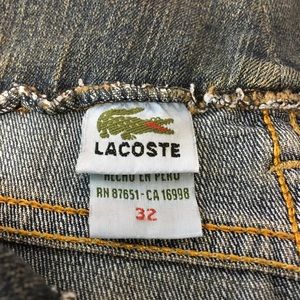 LACOSTE
HECHO EN PERU
RN 87651-CA 16998
32